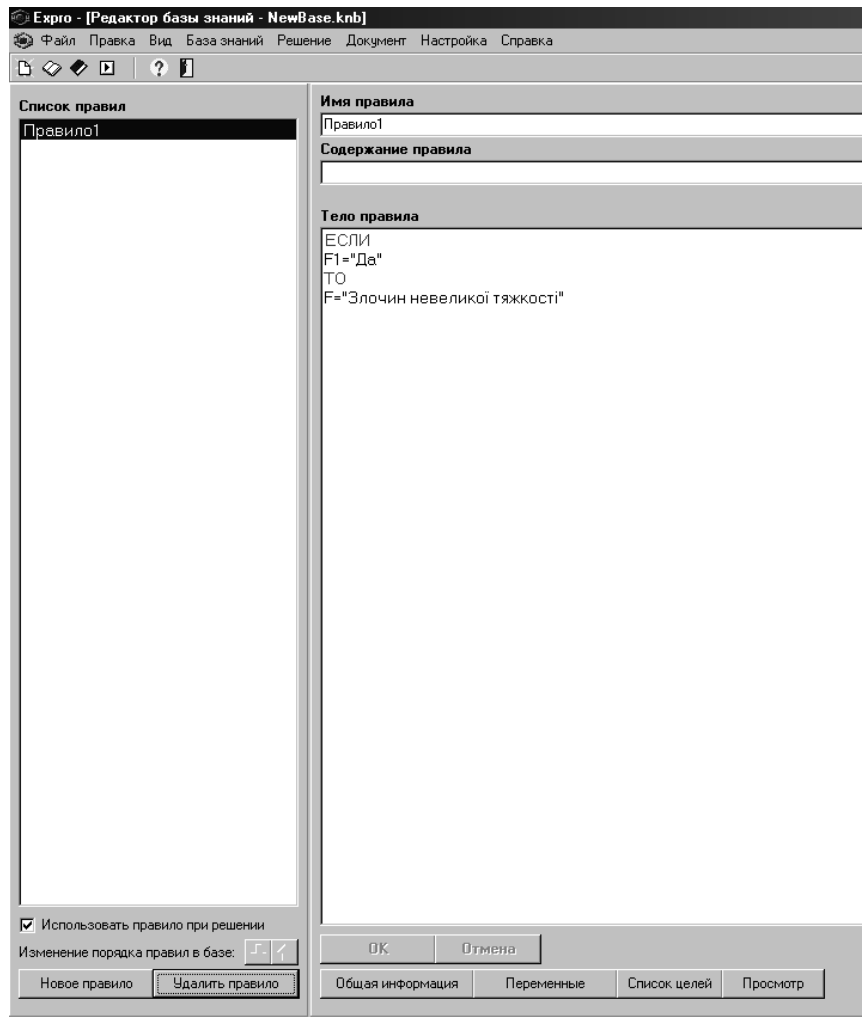 Expro - [Редактор базы знаний - NewBase.knb]
Файл Правка Вид База знаний Решение Документ Настройка Справка
Список правил
Правило1
Имя правила
Правило1
Содержание правила
Тело правила
ЕСЛИ
F1="Да"
ТО
F="Злочин невеликої тяжкості"
Использовать правило при решении
Изменение порядка правил в базе:
Новое правило Удалить правило
OK Отмена
Общая информация Переменные Список целей Просмотр